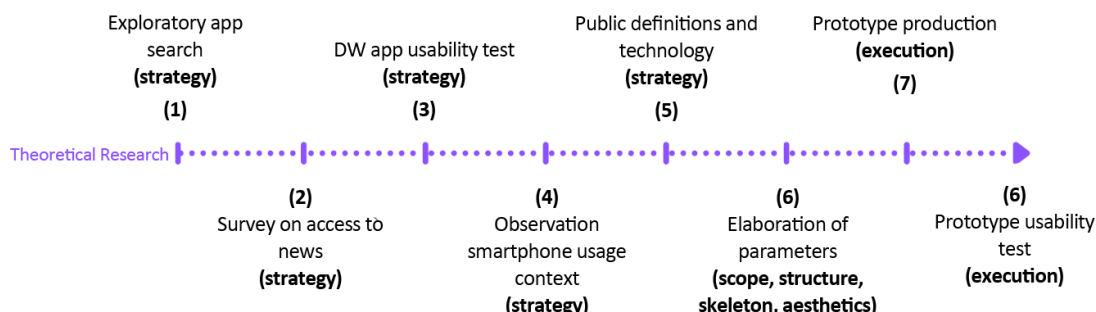 Exploratory app
search
(strategy)
(1)
DW app usability test
(strategy)
(3)
Public definitions and
technology
(strategy)
(5)
Prototype production
(execution)
(7)
Theoretical Research
(2)
Survey on access to
news
(strategy)
(4)
Observation
smartphone usage
context
(strategy)
(6)
Elaboration of
parameters
(scope, structure,
skeleton, aesthetics)
(6)
Prototype usability
test
(execution)